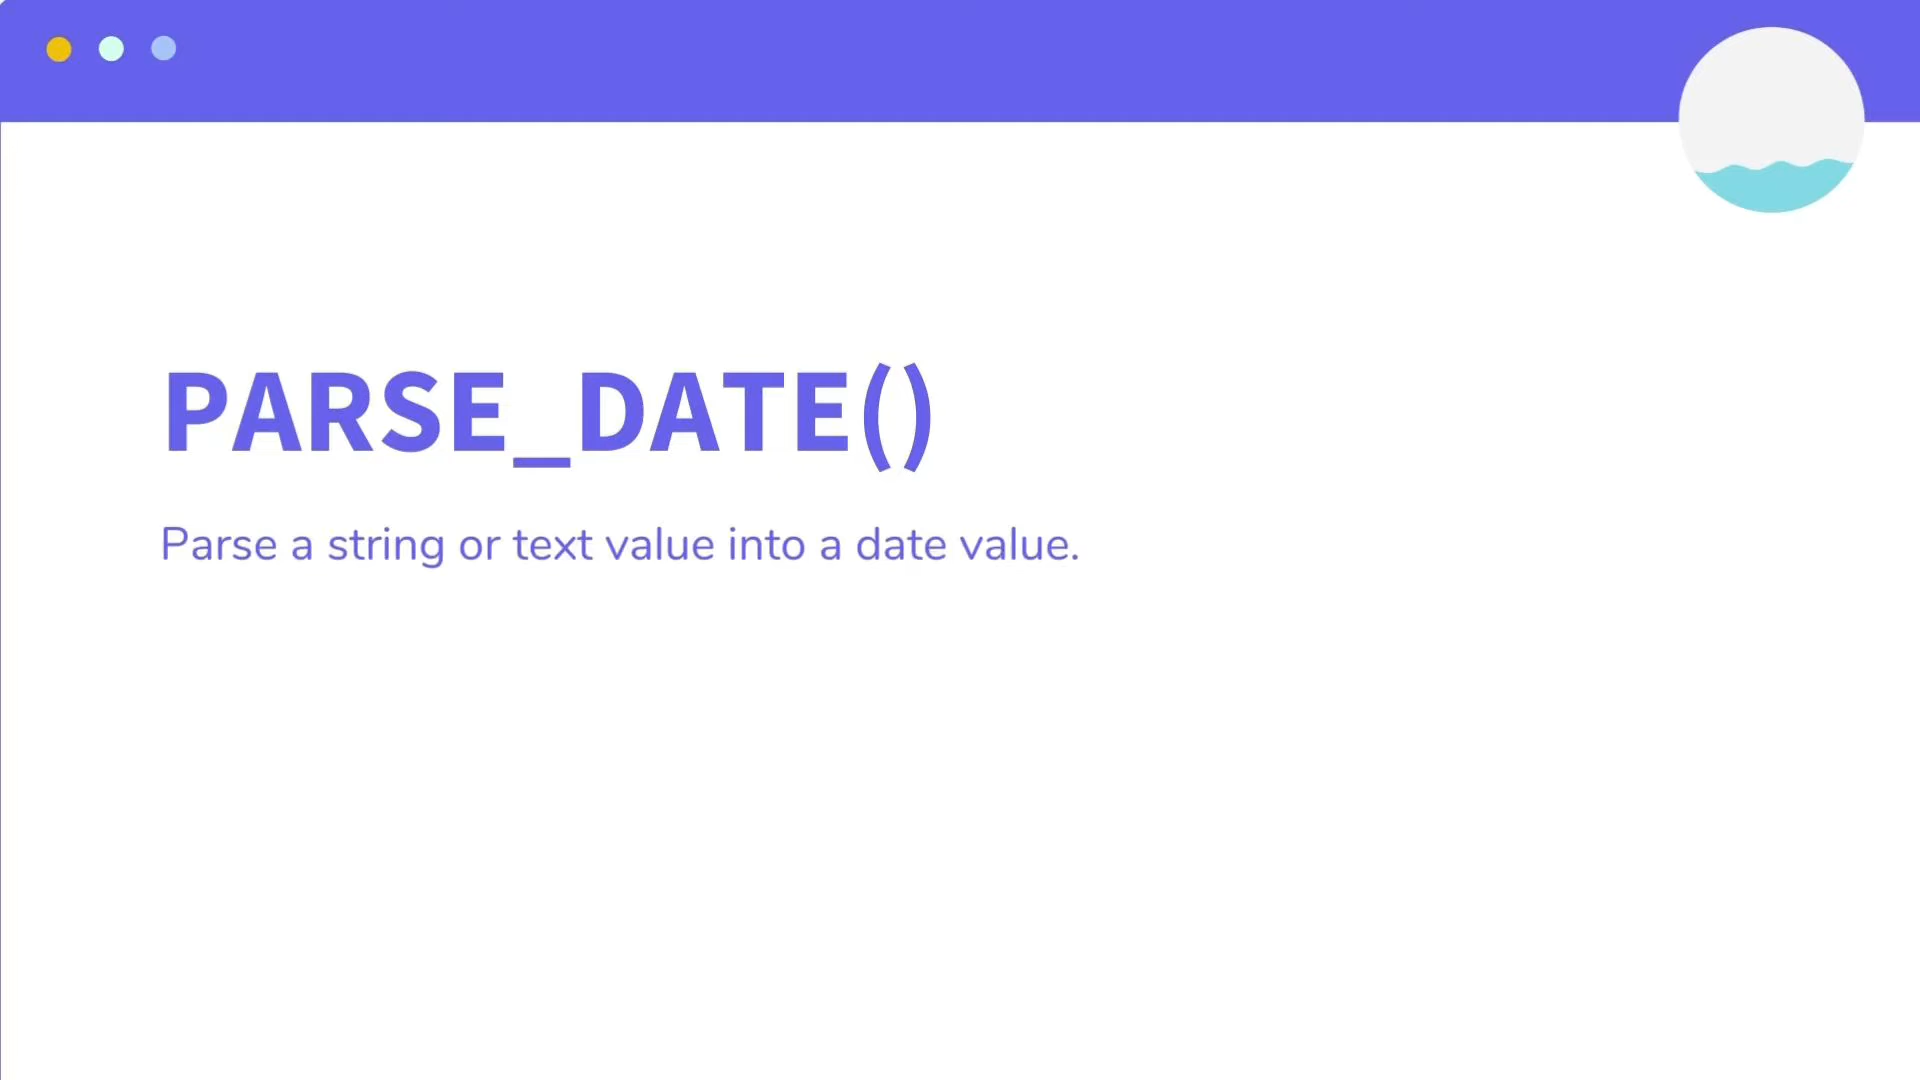 PARSE_DATE()
Parse a string or text value into a date value.